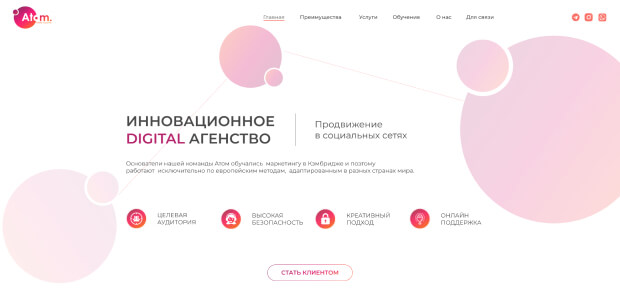 Atom.
Главная Преимущества Услуги Обучение О нас Для связи
ИННОВАЦИОННОЕ
DIGITAL АГЕНСТВО
Продвижение
в социальных сетях
Основатели нашей команды Атом обучались маркетингу в Кэмбридже и поэтому
работают исключительно по европейским методам, адаптированным в разных странах мира.
ЦЕЛЕВАЯ
АУДИТОРИЯ
ВЫСОКАЯ
БЕЗОПАСНОСТЬ
КРЕАТИВНЫЙ
ПОДХОД
ОНЛАЙН
ПОДДЕРЖКА
СТАТЬ КЛИЕНТОМ